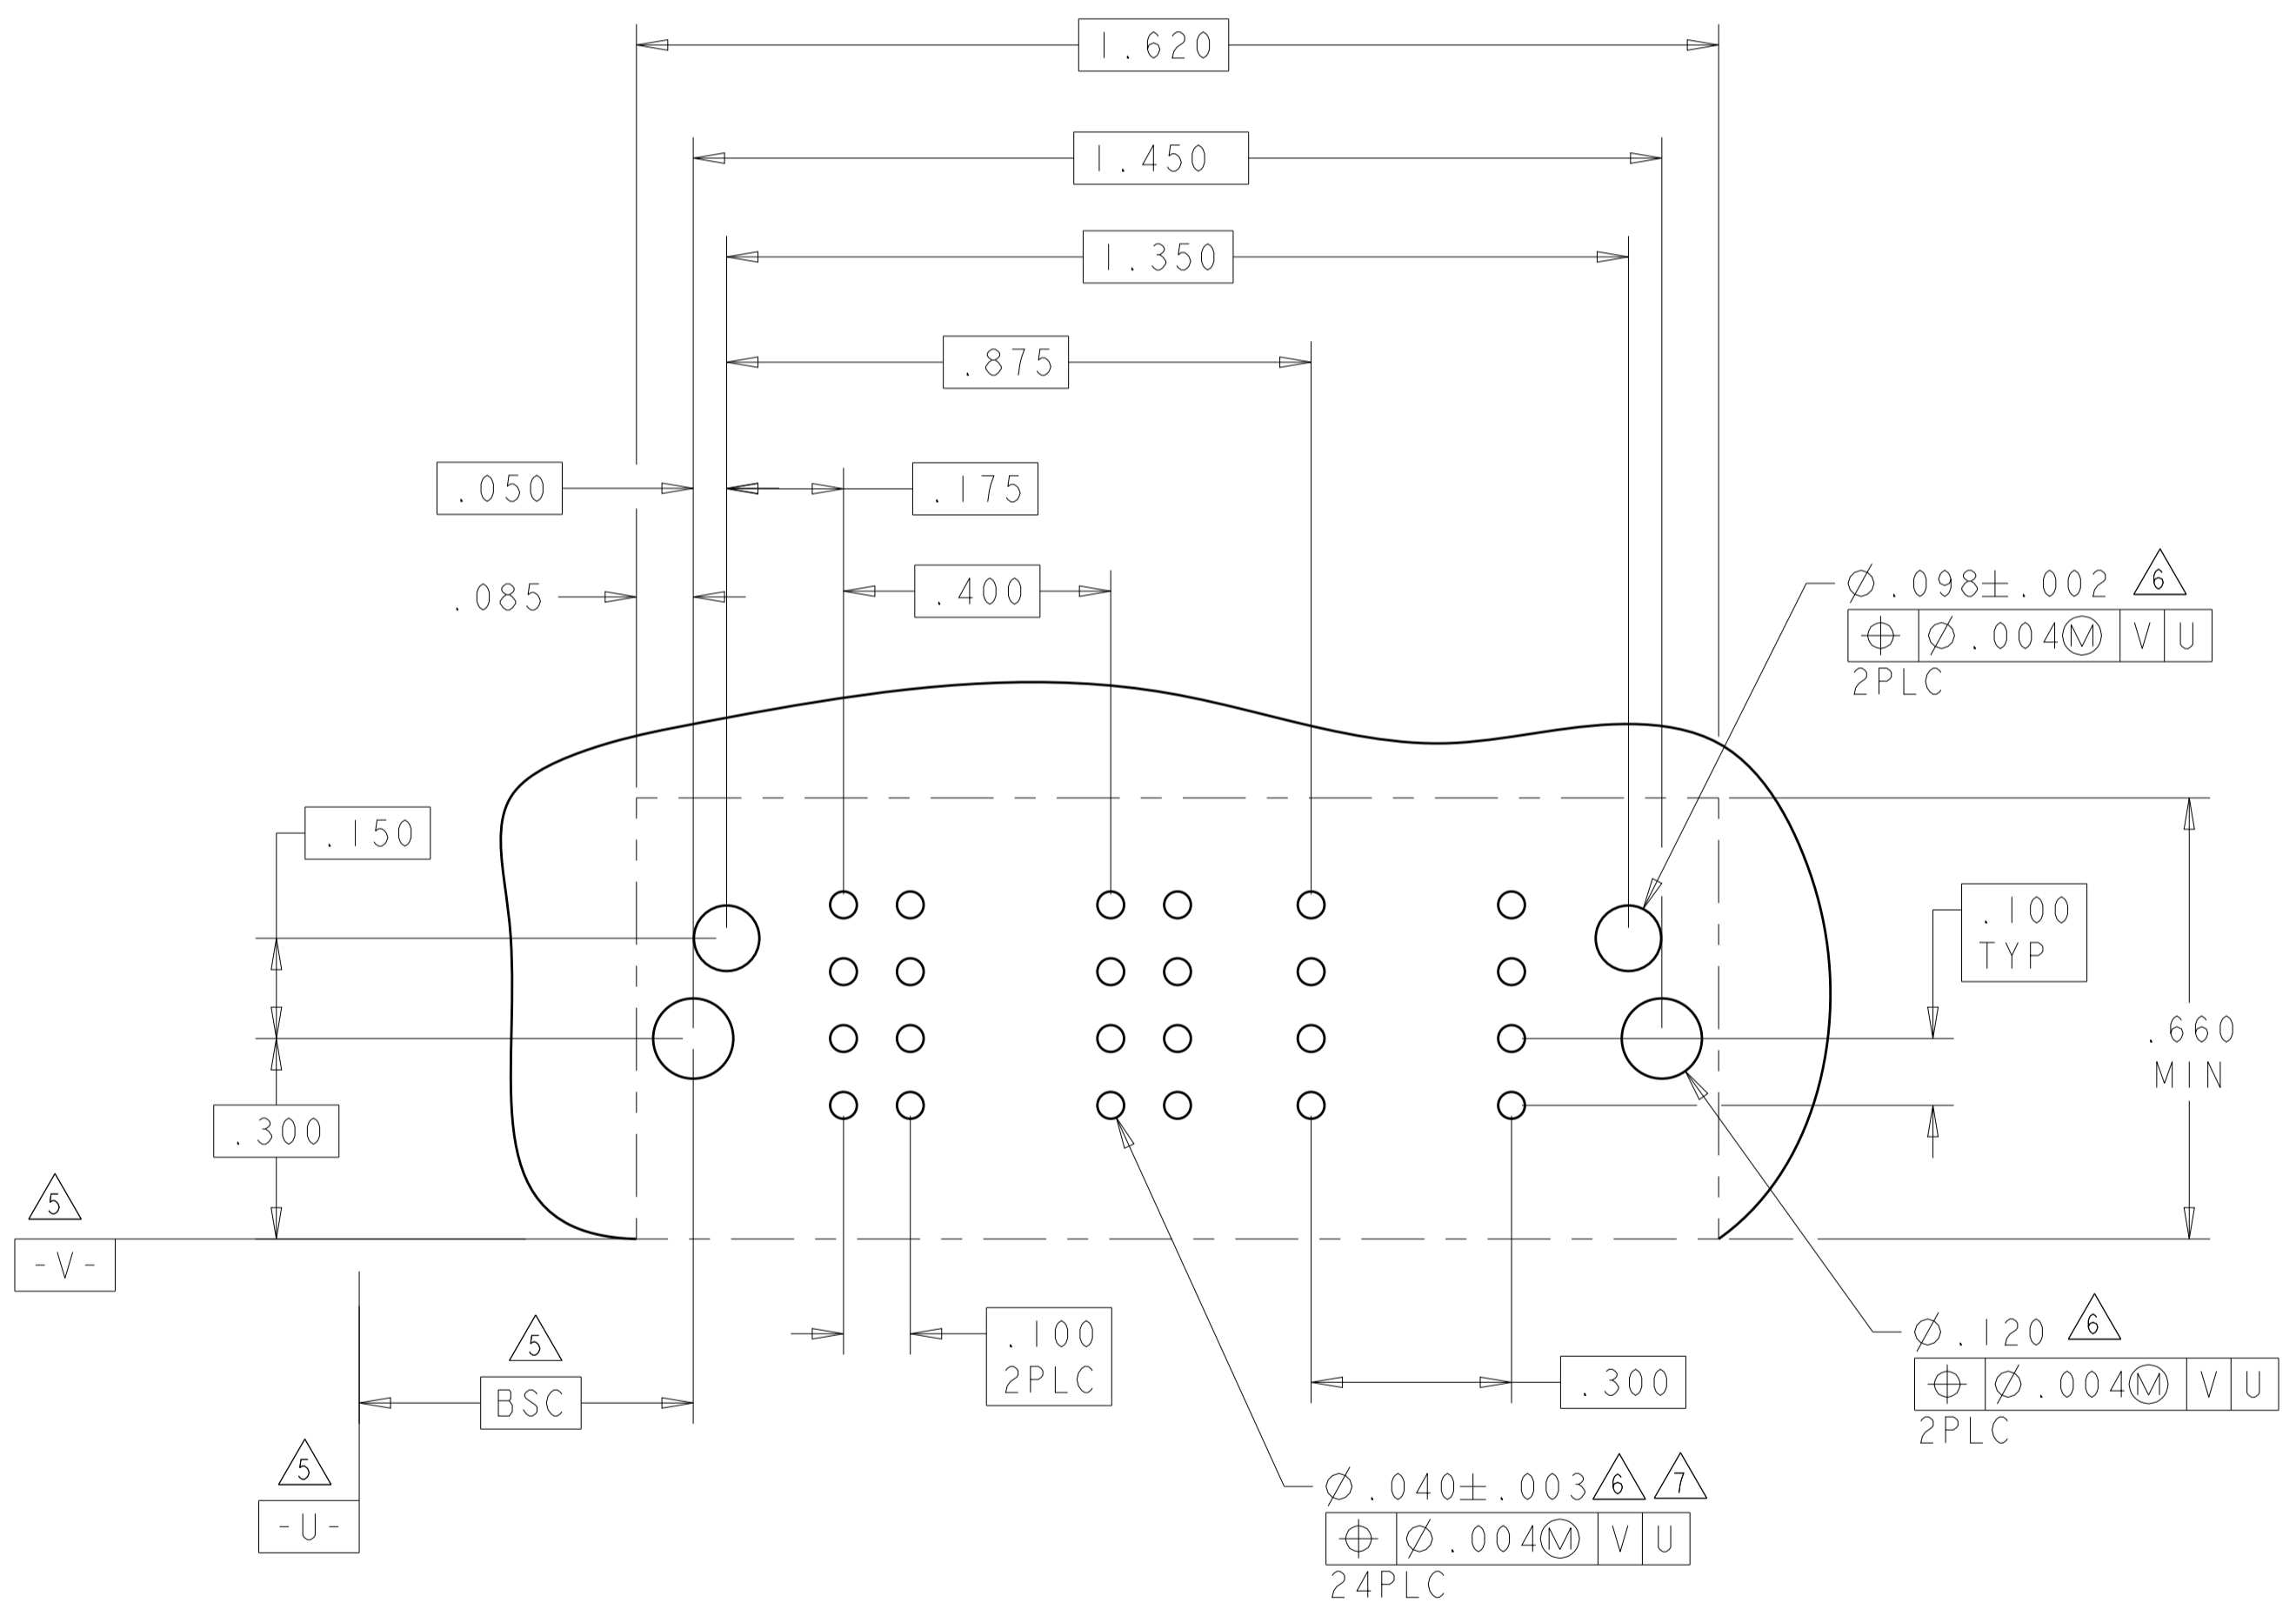 1.620
1.450
1.350
.875
.050
.175
.085
.400
Ø.098±.002 6
⌖ Ø.004Ⓜ V U
2PLC
.150
.100
TYP
.660
MIN
.300
5
-V-
5
BSC
.100
2PLC
.300
Ø.120 6
⌖ Ø.004Ⓜ V U
2PLC
5
-U-
Ø.040±.003 6 7
⌖ Ø.004Ⓜ V U
24PLC